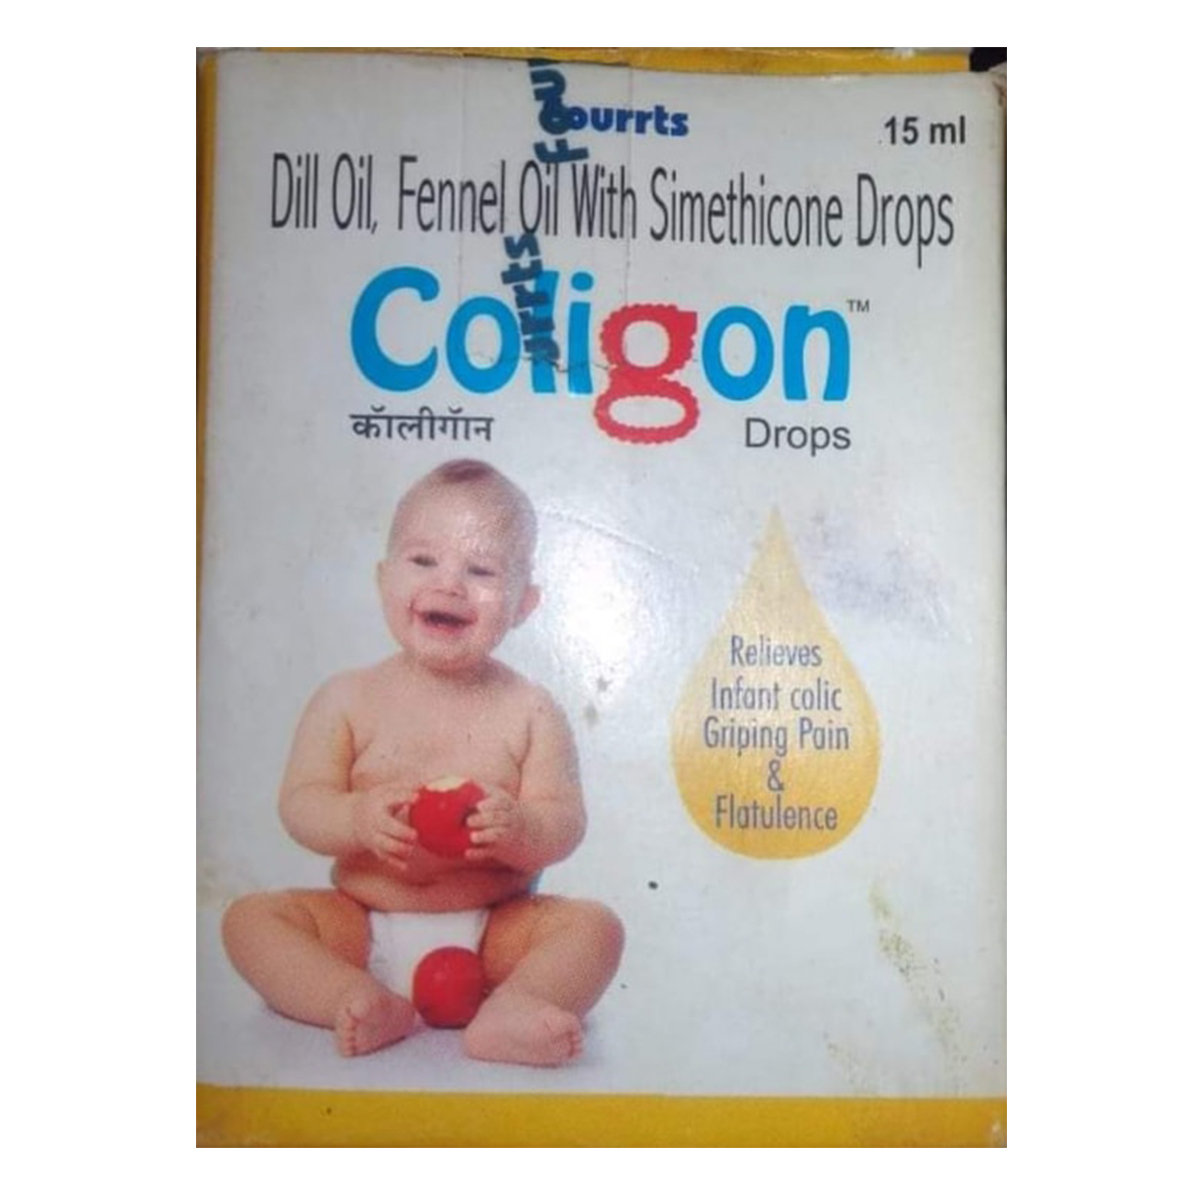 Fourrts
15 ml
Dill Oil, Fennel Oil With Simethicone Drops
Coligon™
कॉलीगॉन
Drops
Relieves
Infant colic
Griping Pain
&
Flatulence